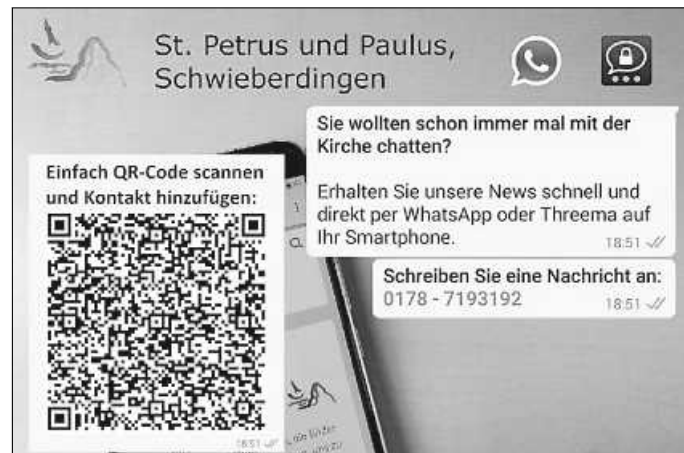 St. Petrus und Paulus,
Schwieberdingen
Sie wollten schon immer mal mit der
Kirche chatten?
Erhalten Sie unsere News schnell und
direkt per WhatsApp oder Threema auf
Ihr Smartphone.
18:51
Schreiben Sie eine Nachricht an:
0178 - 7193192
18:51
Einfach QR-Code scannen
und Kontakt hinzufügen:
18:51